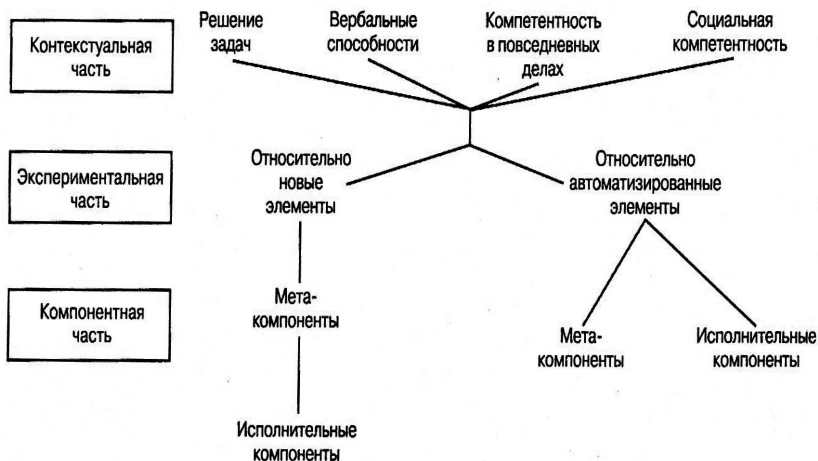 Контекстуальная
часть
Решение
задач
Вербальные
способности
Компетентность
в повседневных
делах
Социальная
компетентность
Экспериментальная
часть
Относительно
новые
элементы
Относительно
автоматизированные
элементы
Компонентная
часть
Мета-
компоненты
Мета-
компоненты
Исполнительные
компоненты
Исполнительные
компоненты